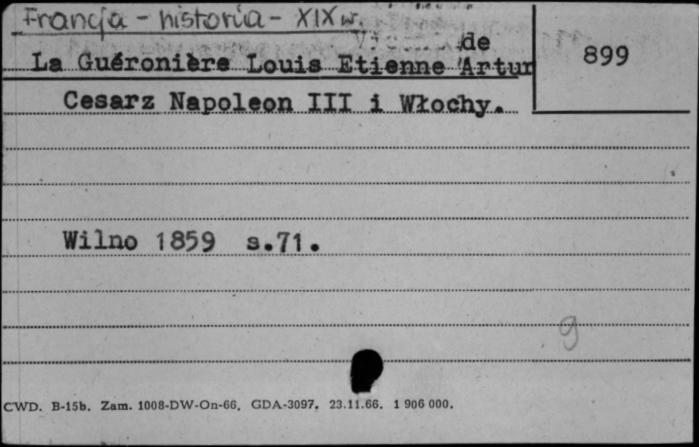 Francja - historia - XIX w.
de
La Guéronière Louis Etienne Artur
899
Cesarz Napoleon III i Włochy.
Wilno 1859 s.71.
9
CWD. B-15b. Zam. 1008-DW-On-66. GDA-3097. 23.11.66. 1 906 000.